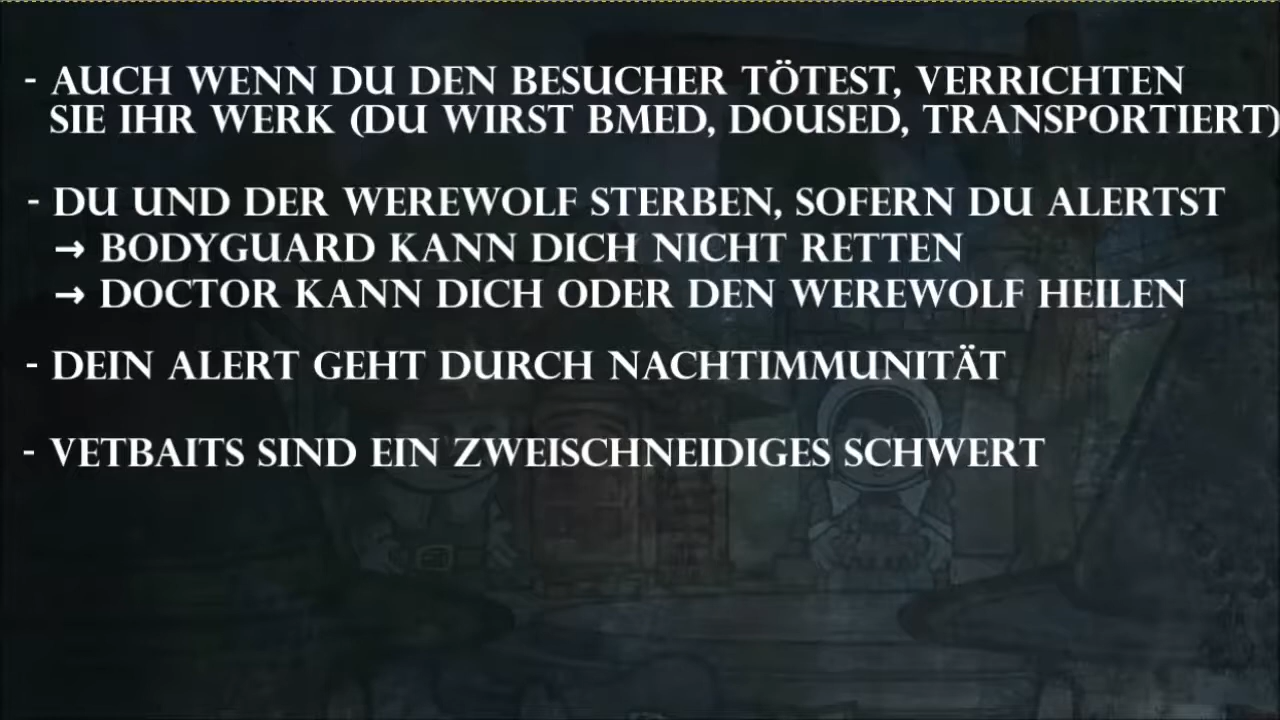 - AUCH WENN DU DEN BESUCHER TÖTEST, VERRICHTEN
SIE IHR WERK (DU WIRST BMED, DOUSED, TRANSPORTIERT)
- DU UND DER WEREWOLF STERBEN, SOFERN DU ALERTST
→ BODYGUARD KANN DICH NICHT RETTEN
→ DOCTOR KANN DICH ODER DEN WEREWOLF HEILEN
- DEIN ALERT GEHT DURCH NACHTIMMUNITÄT
- VETBAITS SIND EIN ZWEISCHNEIDIGES SCHWERT